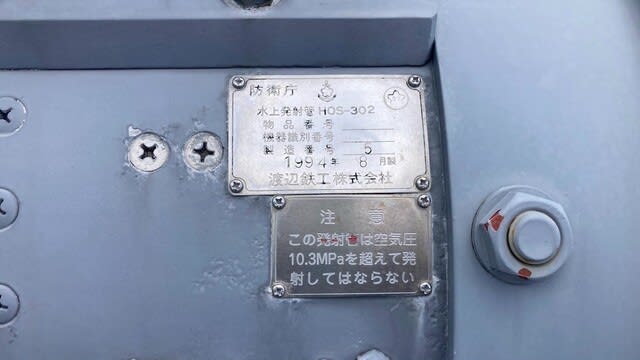 防衛庁
水上発射管 HOS-302
物品番号
機器識別番号
製造番号 5
1994年 8月製
渡辺鉄工株式会社
注意
この発射管は空気圧
10.3MPaを超えて発
射してはならない